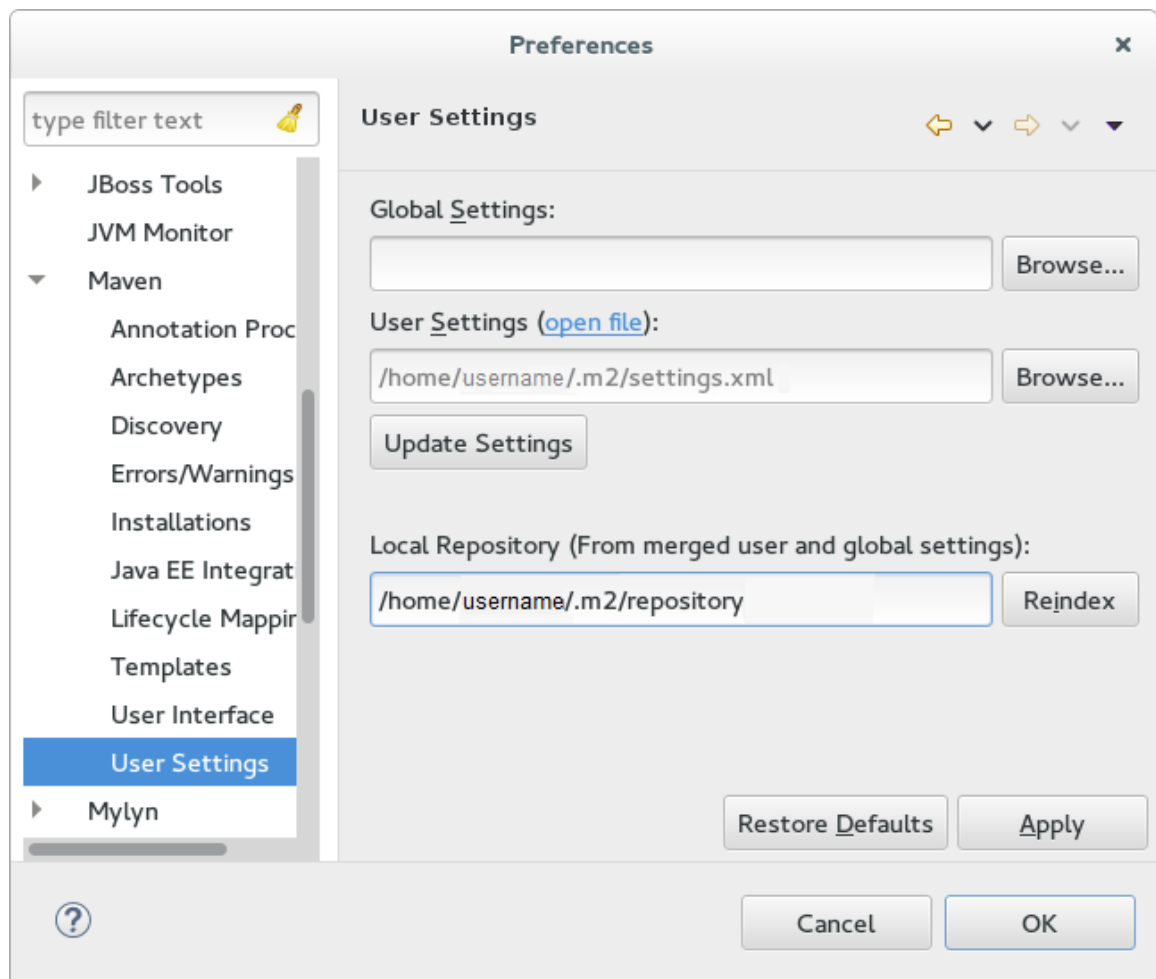 Preferences
type filter text
JBoss Tools
JVM Monitor
Maven
Annotation Proc
Archetypes
Discovery
Errors/Warnings
Installations
Java EE Integrat
Lifecycle Mappin
Templates
User Interface
User Settings
Mylyn
User Settings
Global Settings:
Browse...
User Settings (open file):
/home/username/.m2/settings.xml
Browse...
Update Settings
Local Repository (From merged user and global settings):
/home/username/.m2/repository
Reindex
Restore Defaults
Apply
?
Cancel
OK